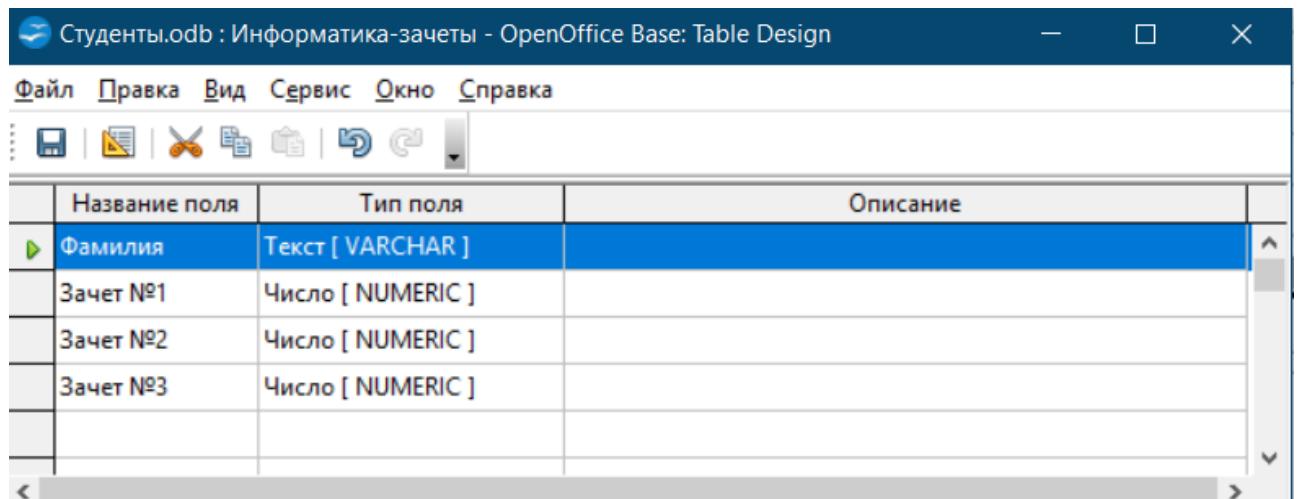 Студенты.odb : Информатика-зачеты - OpenOffice Base: Table Design
Файл Правка Вид Сервис Окно Справка
Название поля Тип поля Описание
Фамилия Текст [ VARCHAR ]
Зачет №1 Число [ NUMERIC ]
Зачет №2 Число [ NUMERIC ]
Зачет №3 Число [ NUMERIC ]